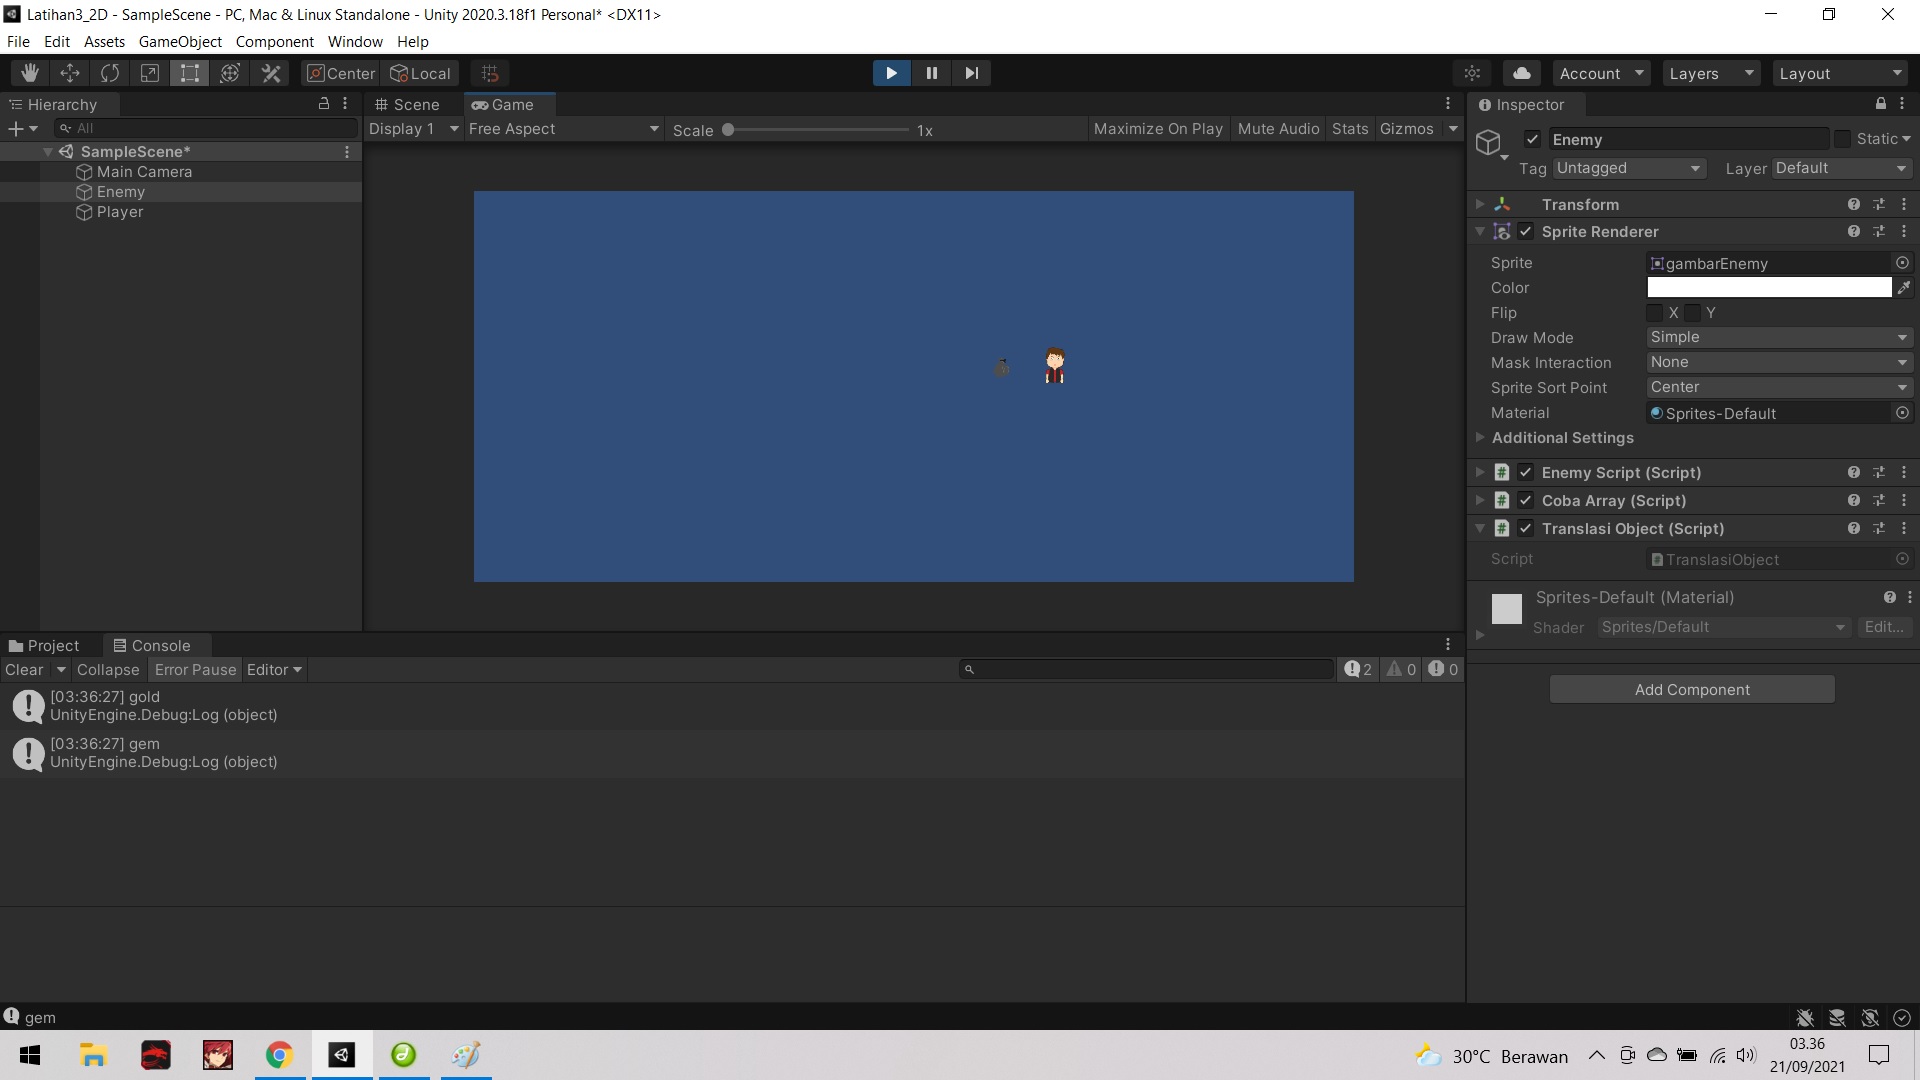 Latihan3_2D - SampleScene - PC, Mac & Linux Standalone - Unity 2020.3.18f1 Personal* <DX11>
File Edit Assets GameObject Component Window Help
Center Local Account Layers Layout
Hierarchy
All
SampleScene*
Main Camera
Enemy
Player
Scene Game
Display 1 Free Aspect Scale 1x Maximize On Play Mute Audio Stats Gizmos
Inspector
Enemy Static
Tag Untagged Layer Default
Transform
Sprite Renderer
Sprite gambarEnemy
Color
Flip X Y
Draw Mode Simple
Mask Interaction None
Sprite Sort Point Center
Material Sprites-Default
Additional Settings
# Enemy Script (Script)
# Coba Array (Script)
# Translasi Object (Script)
Script TranslasiObject
Sprites-Default (Material)
Shader Sprites/Default Edit...
Add Component
Project Console
Clear Collapse Error Pause Editor 2 0 0
[03:36:27] gold
UnityEngine.Debug:Log (object)
[03:36:27] gem
UnityEngine.Debug:Log (object)
gem
30°C Berawan
03.36
21/09/2021